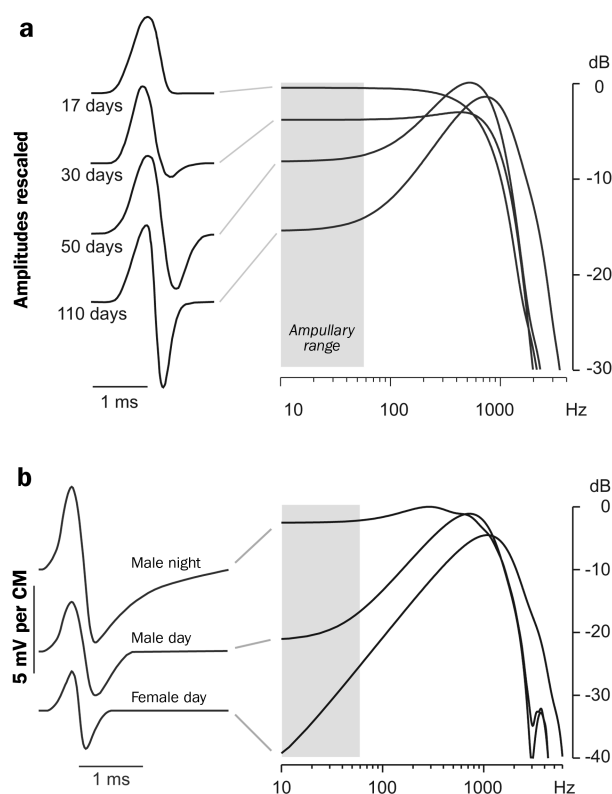 a
Amplitudes rescaled
17 days
30 days
50 days
110 days
1 ms
Ampullary
range
dB
0
-10
-20
-30
10 100 1000 Hz
b
5 mV per CM
Male night
Male day
Female day
1 ms
dB
0
-10
-20
-30
-40
10 100 1000 Hz